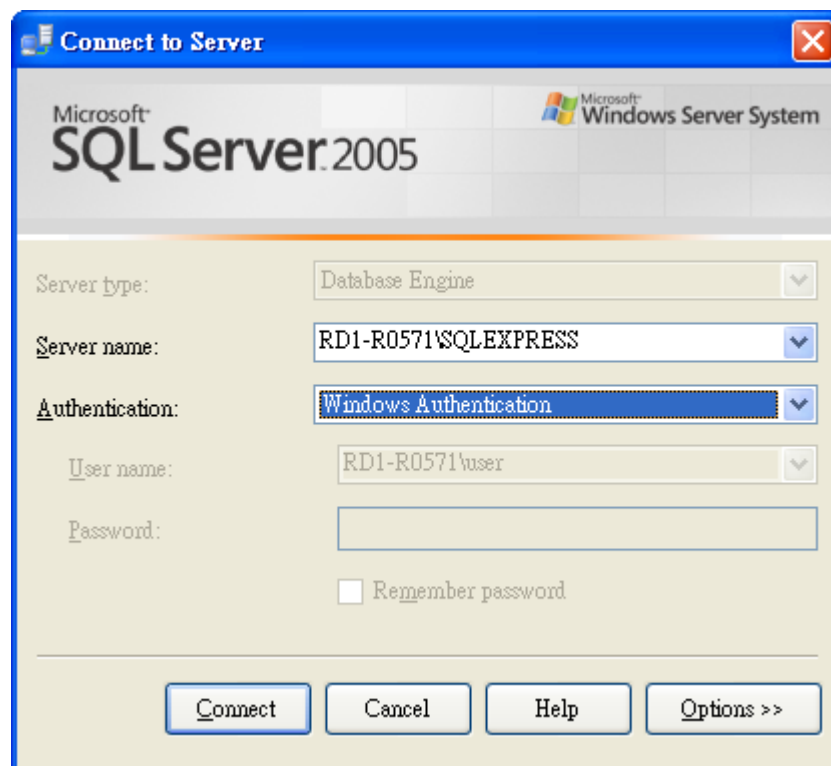 Connect to Server
Microsoft
SQL Server 2005
Microsoft
Windows Server System
Server type: Database Engine
Server name: RD1-R0571\SQLEXPRESS
Authentication: Windows Authentication
User name: RD1-R0571\user
Password:
Remember password
Connect Cancel Help Options >>